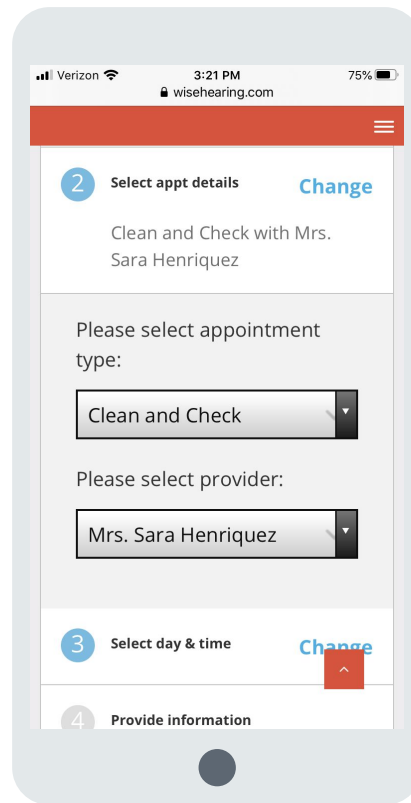 Verizon 3:21 PM 75%
wisehearing.com
2 Select appt details Change
Clean and Check with Mrs.
Sara Henriquez
Please select appointment
type:
Clean and Check
Please select provider:
Mrs. Sara Henriquez
3 Select day & time Change
4 Provide information